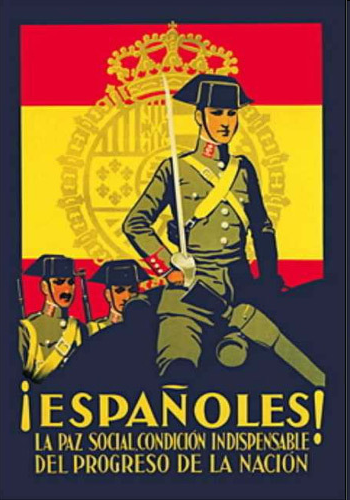 ¡ESPAÑOLES!
LA PAZ SOCIAL, CONDICIÓN INDISPENSABLE
DEL PROGRESO DE LA NACIÓN